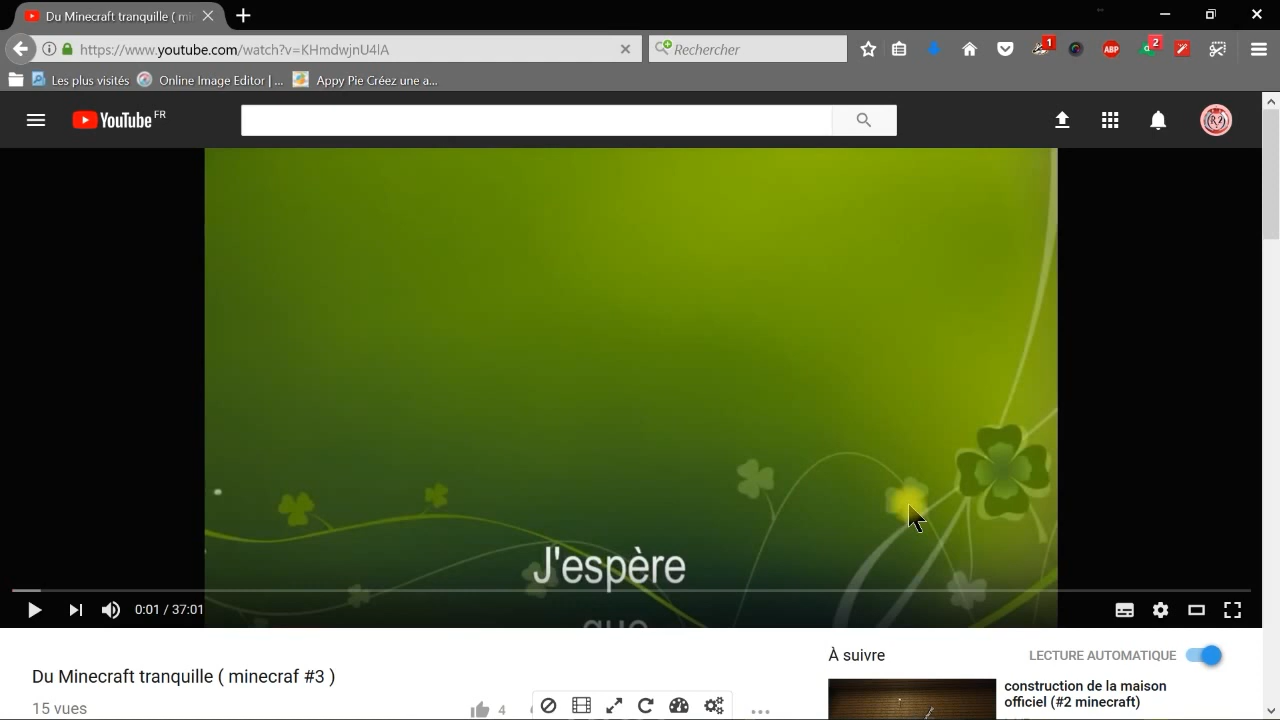 Du Minecraft tranquille ( mi
https://www.youtube.com/watch?v=KHmdwjnU4lA
Rechercher
1
ABP
2
Les plus visités
Online Image Editor | ...
Appy Pie Créez une a...
YouTube FR
J'espère
que
0:01 / 37:01
À suivre
LECTURE AUTOMATIQUE
Du Minecraft tranquille ( minecraf #3 )
15 vues
4
construction de la maison
officiel (#2 minecraft)